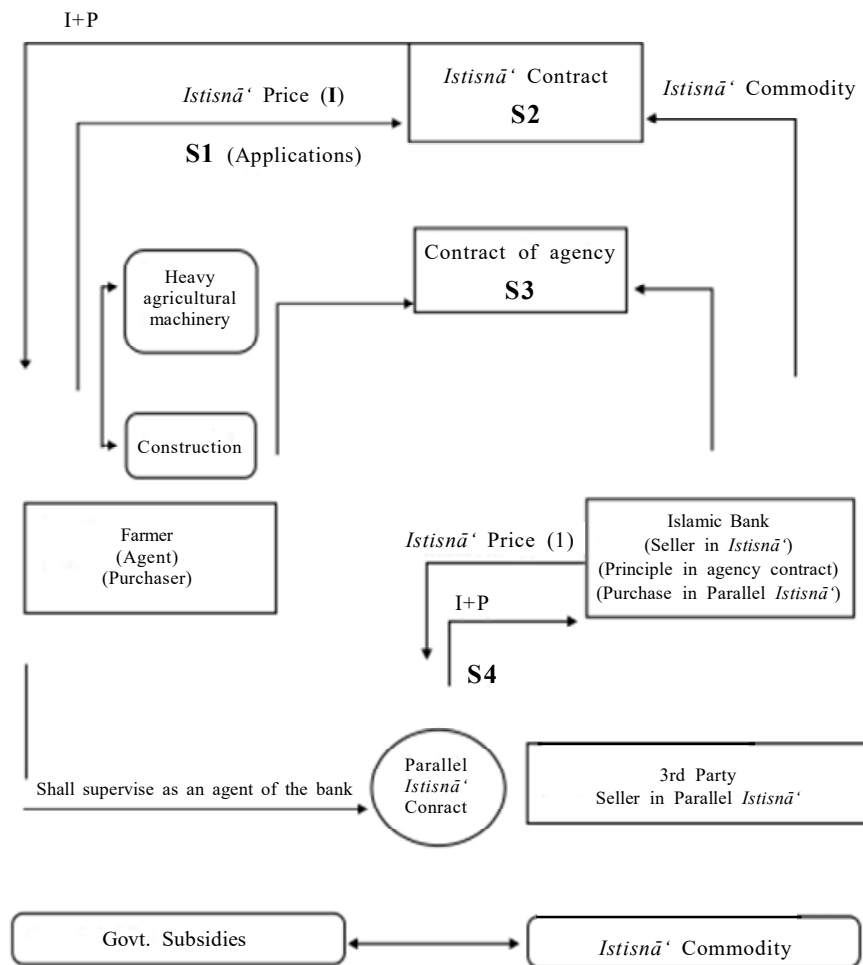 I+P
Istisnā‘ Price (I)
S1 (Applications)
Istisnā‘ Contract
S2
Istisnā‘ Commodity
Heavy
agricultural
machinery
Contract of agency
S3
Construction
Farmer
(Agent)
(Purchaser)
Istisnā‘ Price (1)
I+P
S4
Islamic Bank
(Seller in Istisnā‘)
(Principle in agency contract)
(Purchase in Parallel Istisnā‘)
Shall supervise as an agent of the bank
Parallel
Istisnā‘
Conract
3rd Party
Seller in Parallel Istisnā‘
Govt. Subsidies
Istisnā‘ Commodity